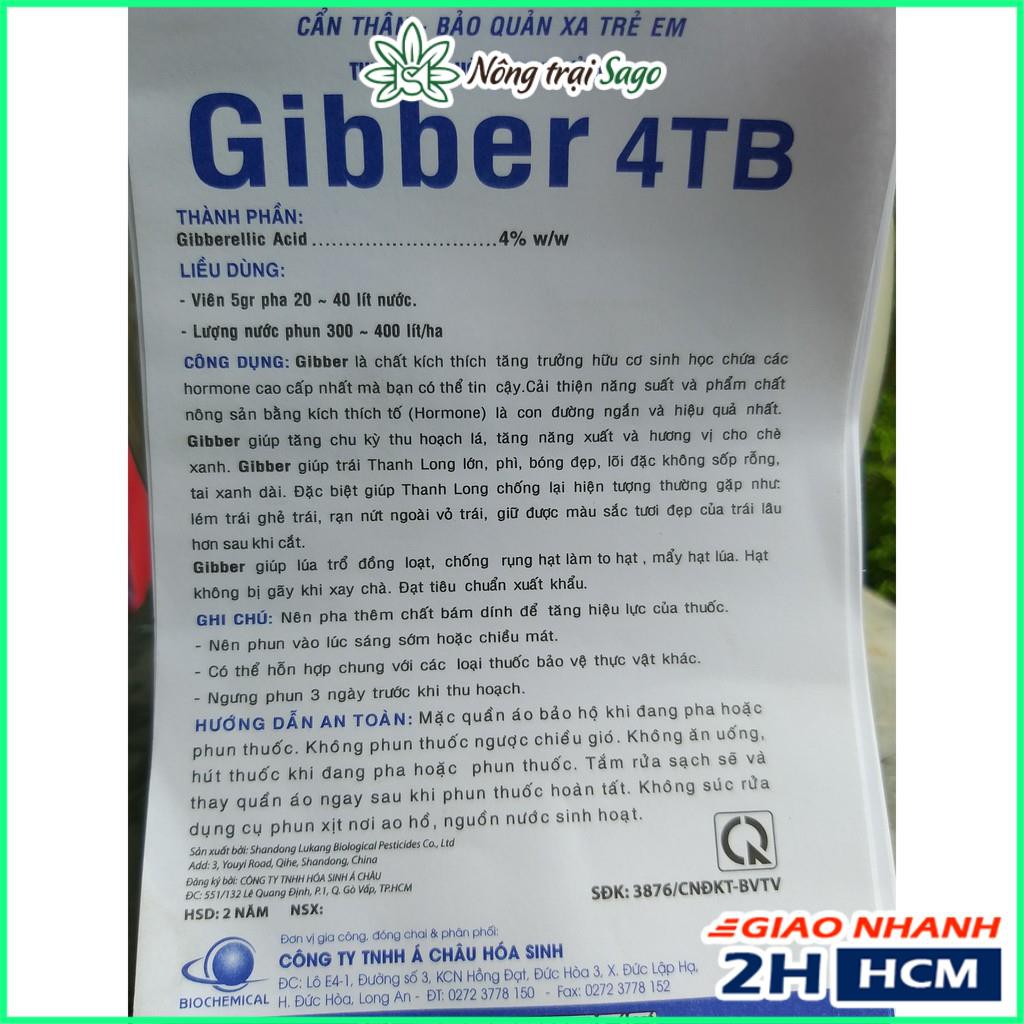 CẨN THẬN - BẢO QUẢN XA TRẺ EM
Nông trại Sago
Gibber 4TB
THÀNH PHẦN:
Gibberellic Acid ............................4% w/w
LIỀU DÙNG:
- Viên 5gr pha 20 ~ 40 lít nước.
- Lượng nước phun 300 ~ 400 lít/ha
CÔNG DỤNG: Gibber là chất kích thích tăng trưởng hữu cơ sinh học chứa các
hormone cao cấp nhất mà bạn có thể tin cậy.Cải thiện năng suất và phẩm chất
nông sản bằng kích thích tố (Hormone) là con đường ngắn và hiệu quả nhất.
Gibber giúp tăng chu kỳ thu hoạch lá, tăng năng xuất và hương vị cho chè
xanh. Gibber giúp trái Thanh Long lớn, phì, bóng đẹp, lõi đặc không sốp rỗng,
tai xanh dài. Đặc biệt giúp Thanh Long chống lại hiện tượng thường gặp như:
lém trái ghẻ trái, rạn nứt ngoài vỏ trái, giữ được màu sắc tươi đẹp của trái lâu
hơn sau khi cắt.
Gibber giúp lúa trổ đồng loạt, chống rụng hạt làm to hạt , mẩy hạt lúa. Hạt
không bị gãy khi xay chà. Đạt tiêu chuẩn xuất khẩu.
GHI CHÚ: Nên pha thêm chất bám dính để tăng hiệu lực của thuốc.
- Nên phun vào lúc sáng sớm hoặc chiều mát.
- Có thể hỗn hợp chung với các loại thuốc bảo vệ thực vật khác.
- Ngưng phun 3 ngày trước khi thu hoạch.
HƯỚNG DẪN AN TOÀN: Mặc quần áo bảo hộ khi đang pha hoặc
phun thuốc. Không phun thuốc ngược chiều gió. Không ăn uống,
hút thuốc khi đang pha hoặc phun thuốc. Tắm rửa sạch sẽ và
thay quần áo ngay sau khi phun thuốc hoàn tất. Không súc rửa
dụng cụ phun xịt nơi ao hồ, nguồn nước sinh hoạt.
Sản xuất bởi: Shandong Lukang Biological Pesticides Co., Ltd
Add: 3, Youyi Road, Qihe, Shandong, China
Đăng ký bởi: CÔNG TY TNHH HÓA SINH Á CHÂU
ĐC: 551/132 Lê Quang Định, P.1, Q. Gò Vấp, TP.HCM
SĐK: 3876/CNĐKT-BVTV
HSD: 2 NĂM NSX:
Đơn vị gia công, đóng chai & phân phối:
CÔNG TY TNHH Á CHÂU HÓA SINH
ĐC: Lô E4-1, Đường số 3, KCN Hồng Đạt, Đức Hòa 3, X. Đức Lập Hạ,
H. Đức Hòa, Long An - ĐT: 0272 3778 150 - Fax: 0272 3778 152
BIOCHEMICAL
GIAO NHANH
2H HCM